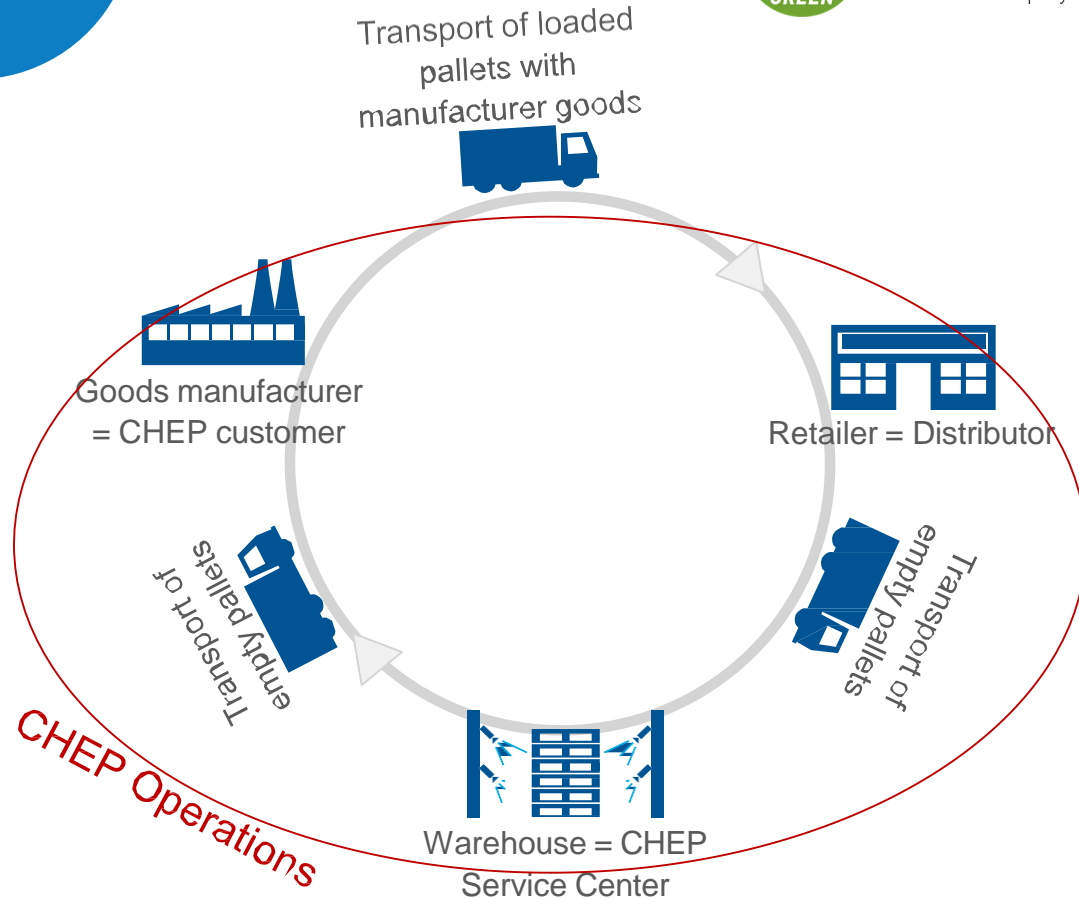 GREEN
Transport of loaded
pallets with
manufacturer goods
Goods manufacturer
= CHEP customer
Retailer = Distributor
Transport of
empty pallets
Transport of
empty pallets
CHEP Operations
Warehouse = CHEP
Service Center